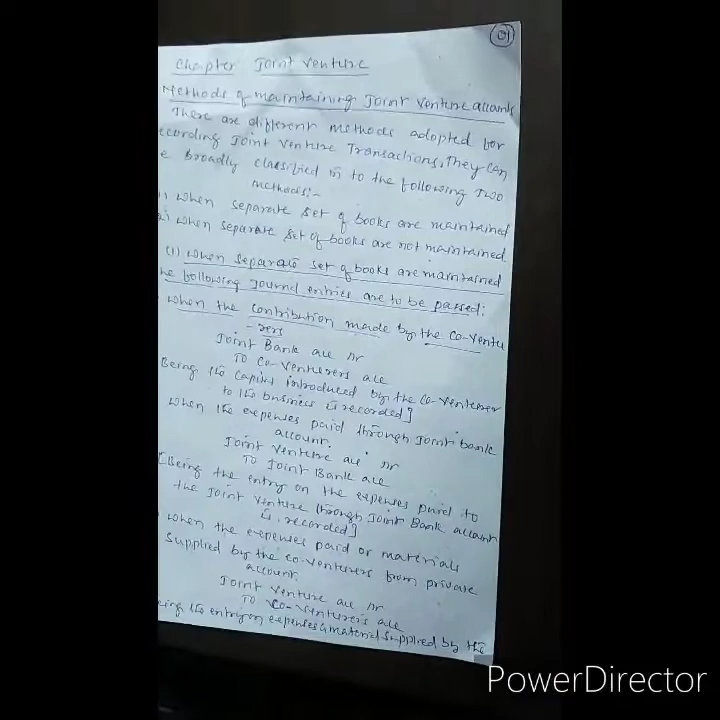 01
Chapter Joint Venture
Methods of maintaining Joint Venture accounts
There are different methods adopted for
ecording Joint Venture Transactions, They can
e broadly classified in to the following two
methods:-
1) when separate set of books are maintained
2) when separate set of books are not maintained.
(1) when separate set of books are maintained
he following Journal entries are to be passed:
when the contribution made by the co-ventu
-rers
Joint Bank a/c Dr
To Co-venturers a/c
Being the capital introduced by the co-venturer
to the business is recorded]
when the expenses paid through Joint bank
account.
Joint Venture a/c Dr
To Joint Bank a/c
[Being the entry on the expenses paid to
the Joint Venture through Joint Bank account
is recorded]
when the expenses paid or materials
supplied by the co-venturers from private
account.
Joint Venture a/c Dr
To Co-venturers a/c
eing the entry on expenses & material supplied by the
PowerDirector